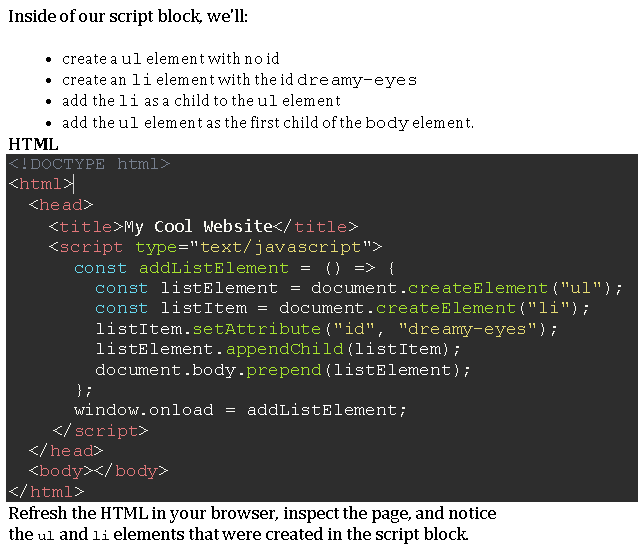 Inside of our script block, we'll:
• create a ul element with no id
• create an li element with the id dreamy-eyes
• add the li as a child to the ul element
• add the ul element as the first child of the body element.
HTML
<!DOCTYPE html>
<html>
  <head>
    <title>My Cool Website</title>
    <script type="text/javascript">
      const addListElement = () => {
        const listElement = document.createElement("ul");
        const listItem = document.createElement("li");
        listItem.setAttribute("id", "dreamy-eyes");
        listElement.appendChild(listItem);
        document.body.prepend(listElement);
      };
      window.onload = addListElement;
    </script>
  </head>
  <body></body>
</html>
Refresh the HTML in your browser, inspect the page, and notice
the ul and li elements that were created in the script block.